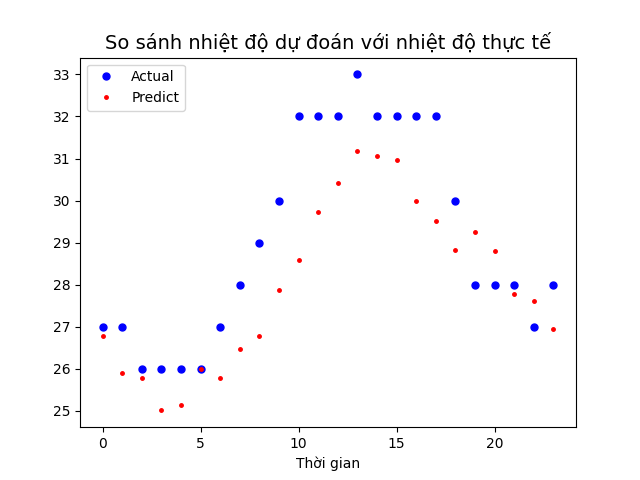 So sánh nhiệt độ dự đoán với nhiệt độ thực tế
Actual
Predict
33
32
31
30
29
28
27
26
25
0 5 10 15 20
Thời gian